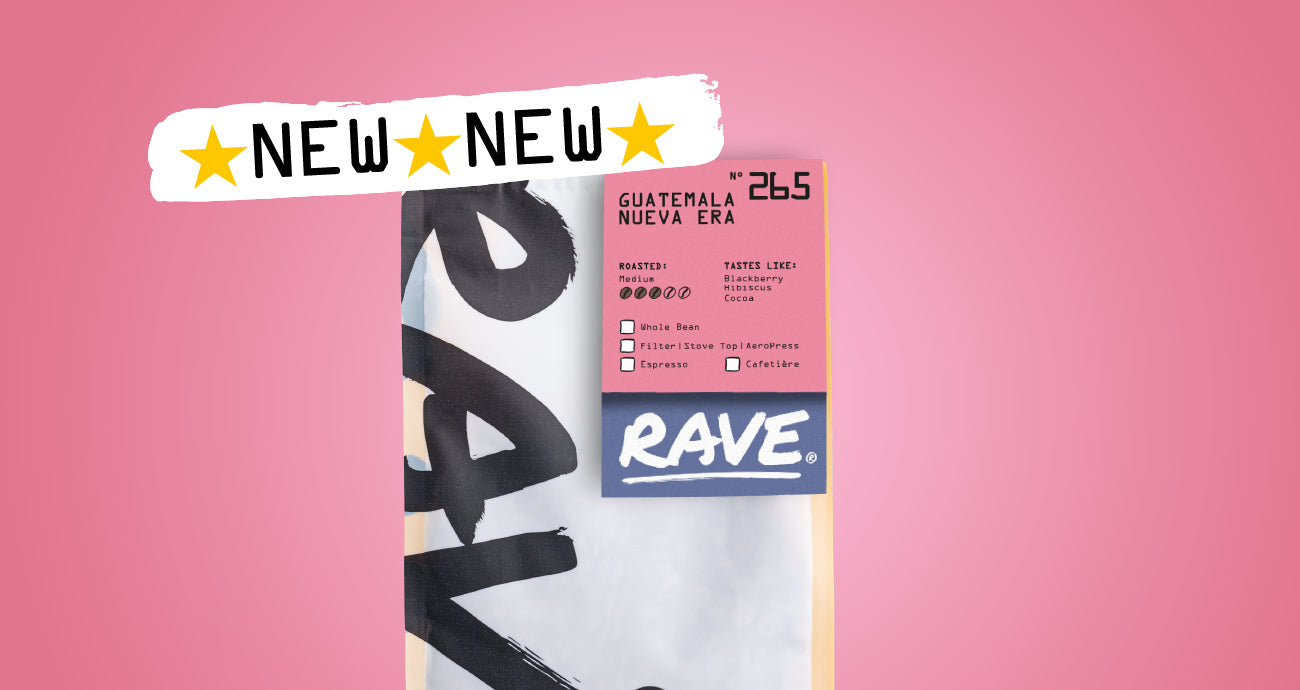 ★NEW★NEW★
Nº 265
GUATEMALA
NUEVA ERA
ROASTED:
Medium
TASTES LIKE:
Blackberry
Hibiscus
Cocoa
Whole Bean
Filter|Stove Top|AeroPress
Espresso
Cafetière
RAVE®